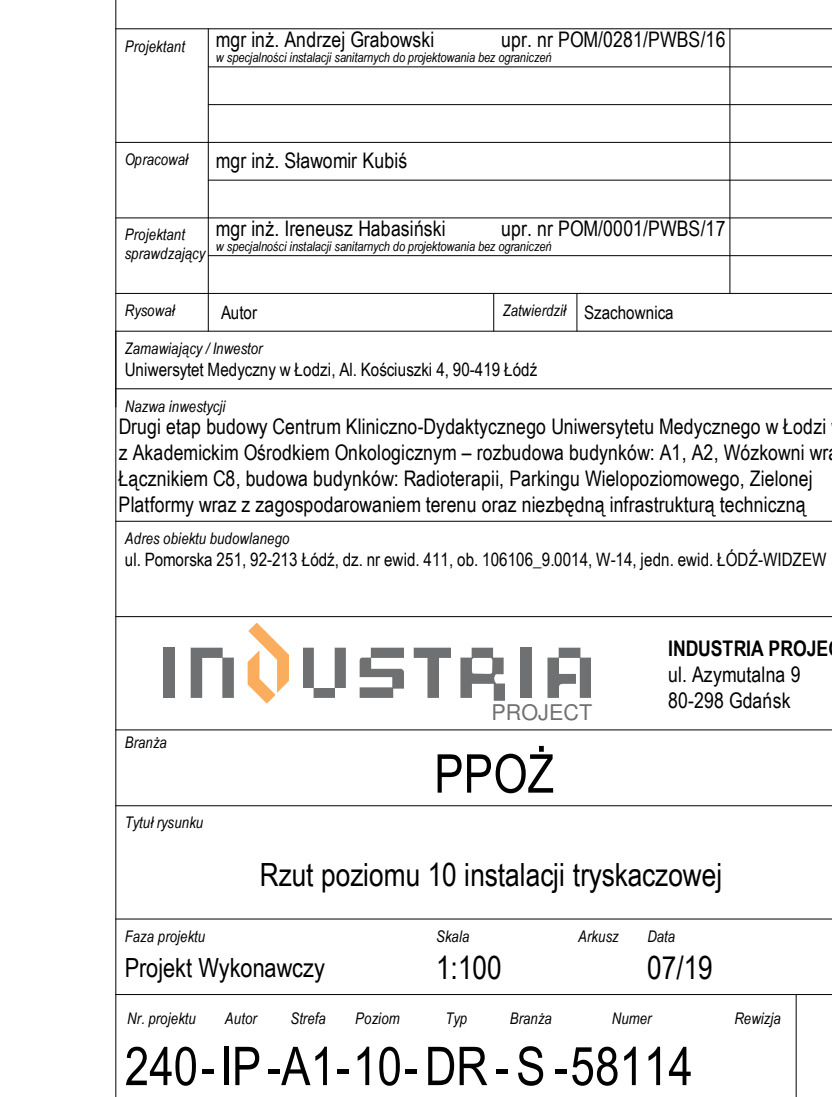 Projektant
mgr inż. Andrzej Grabowski upr. nr POM/0281/PWBS/16
w specjalności instalacji sanitarnych do projektowania bez ograniczeń
Opracował
mgr inż. Sławomir Kubiś
Projektant
sprawdzający
mgr inż. Ireneusz Habasiński upr. nr POM/0001/PWBS/17
w specjalności instalacji sanitarnych do projektowania bez ograniczeń
Rysował Autor Zatwierdził Szachownica
Zamawiający / Inwestor
Uniwersytet Medyczny w Łodzi, Al. Kościuszki 4, 90-419 Łódź
Nazwa inwestycji
Drugi etap budowy Centrum Kliniczno-Dydaktycznego Uniwersytetu Medycznego w Łodzi
z Akademickim Ośrodkiem Onkologicznym – rozbudowa budynków: A1, A2, Wózkowni
Łącznikiem C8, budowa budynków: Radioterapii, Parkingu Wielopoziomowego, Zielonej
Platformy wraz z zagospodarowaniem terenu oraz niezbędną infrastrukturą techniczną
Adres obiektu budowlanego
ul. Pomorska 251, 92-213 Łódź, dz. nr ewid. 411, ob. 106106_9.0014, W-14, jedn. ewid. ŁÓDŹ-WIDZEW
INDUSTRIA
PROJECT
INDUSTRIA
ul. Azymutalna 9
80-298 Gdańsk
Branża
PPOŻ
Tytuł rysunku
Rzut poziomu 10 instalacji tryskaczowej
Faza projektu Skala Arkusz Data
Projekt Wykonawczy 1:100 07/19
Nr. projektu Autor Strefa Poziom Typ Branża Numer Rewizja
240-IP-A1-10-DR-S-58114